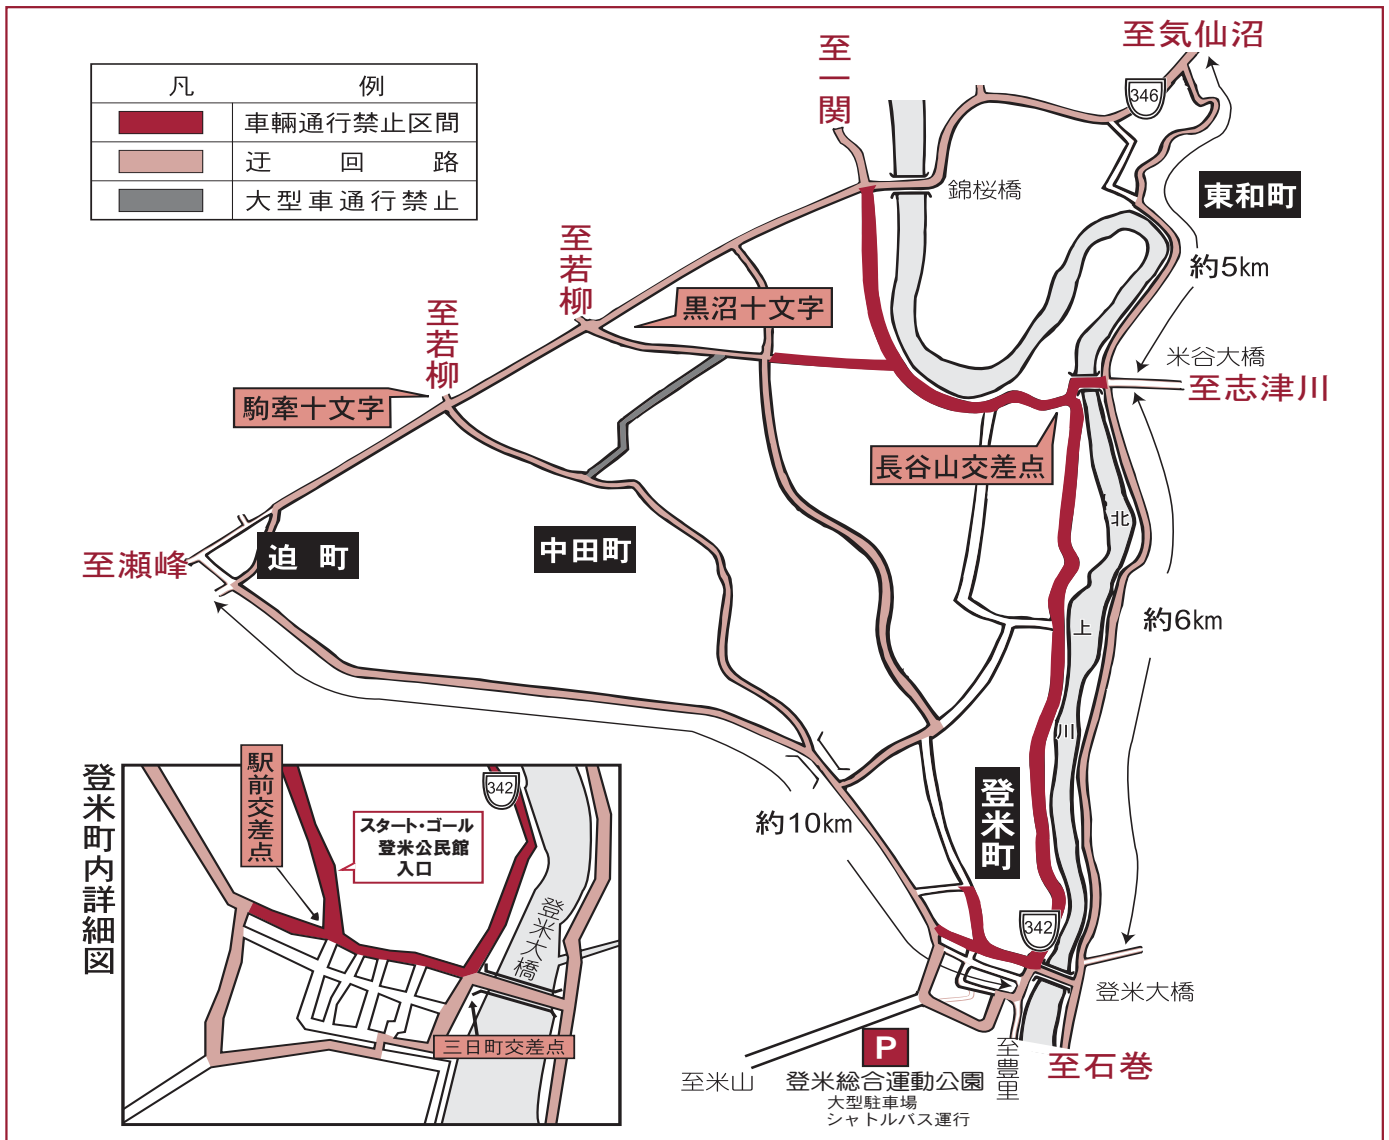 凡例
車輌通行禁止区間
迂回路
大型車通行禁止
至一関
至気仙沼
346
東和町
錦桜橋
約5km
至若柳
黒沼十文字
至若柳
駒牽十文字
米谷大橋
至志津川
長谷山交差点
北上川
迫町
中田町
至瀬峰
約6km
登米町
約10km
342
登米大橋
至石巻
至豊里
至米山
P
登米総合運動公園
大型駐車場
シャトルバス運行
登米町内詳細図
駅前交差点
342
スタート・ゴール
登米公民館
入口
登米大橋
三日町交差点